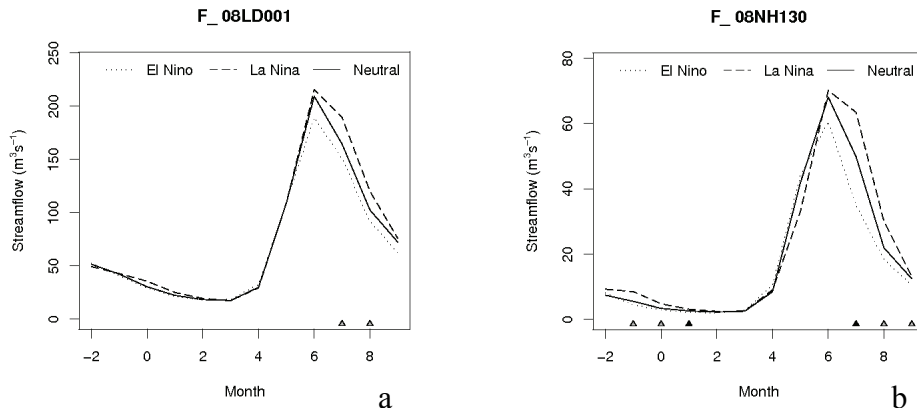 F_ 08LD001
El Nino La Nina Neutral
Streamflow (m³s⁻¹)
250
200
150
100
50
0
−2 0 2 4 6 8
Month
a
F_ 08NH130
El Nino La Nina Neutral
Streamflow (m³s⁻¹)
80
60
40
20
0
−2 0 2 4 6 8
Month
b